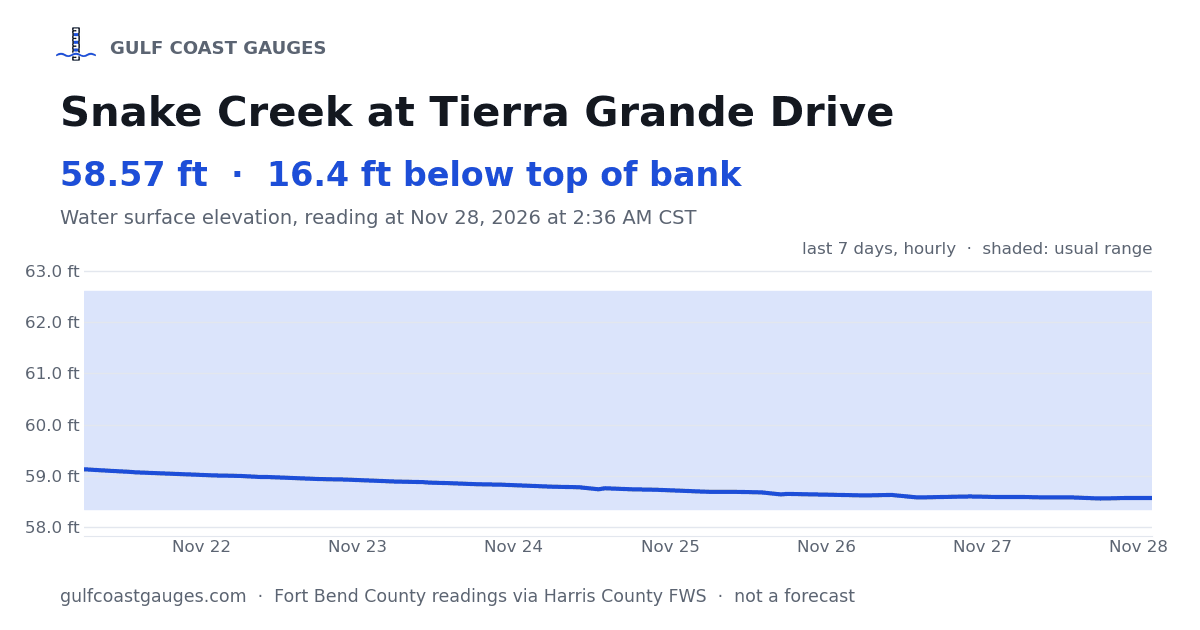 GULF COAST GAUGES
Snake Creek at Tierra Grande Drive
58.57 ft · 16.4 ft below top of bank
Water surface elevation, reading at Nov 28, 2026 at 2:36 AM CST
last 7 days, hourly · shaded: usual range
63.0 ft
62.0 ft
61.0 ft
60.0 ft
59.0 ft
58.0 ft
Nov 22 Nov 23 Nov 24 Nov 25 Nov 26 Nov 27 Nov 28
gulfcoastgauges.com · Fort Bend County readings via Harris County FWS · not a forecast